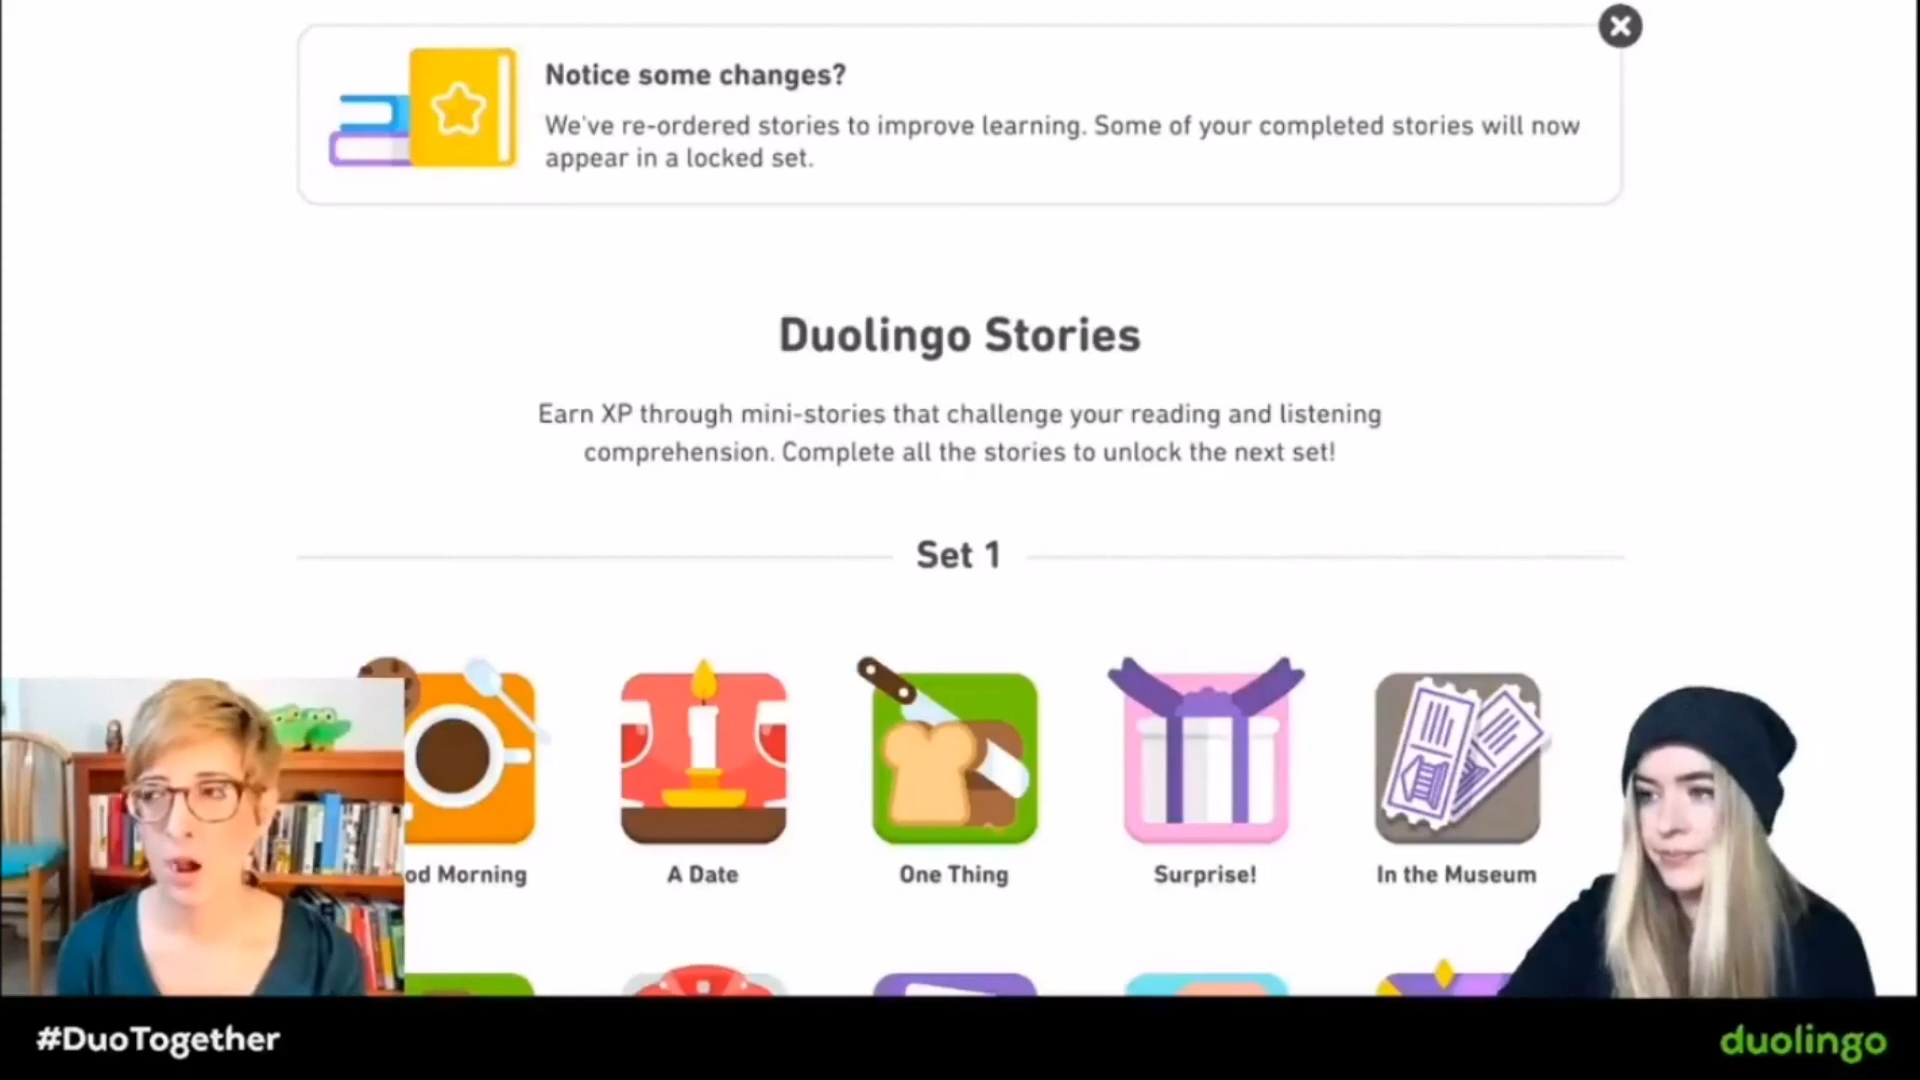 Notice some changes?
We've re-ordered stories to improve learning. Some of your completed stories will now
appear in a locked set.
Duolingo Stories
Earn XP through mini-stories that challenge your reading and listening
comprehension. Complete all the stories to unlock the next set!
Set 1
od Morning
A Date
One Thing
Surprise!
In the Museum
#DuoTogether
duolingo